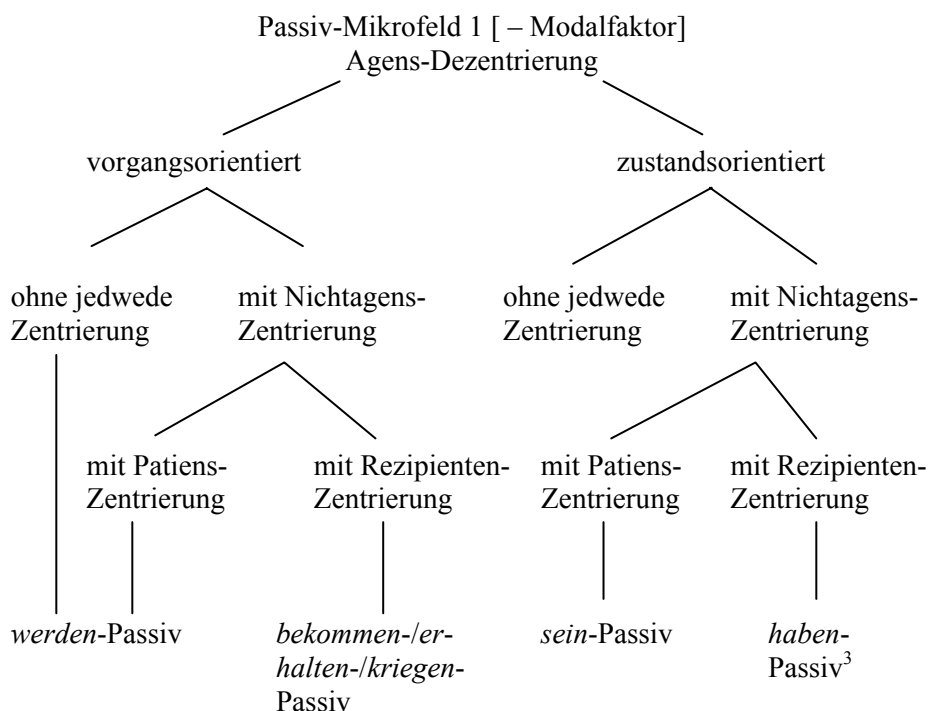 Passiv-Mikrofeld 1 [ – Modalfaktor]
Agens-Dezentrierung
vorgangsorientiert
zustandsorientiert
ohne jedwede
Zentrierung
mit Nichtagens-
Zentrierung
ohne jedwede
Zentrierung
mit Nichtagens-
Zentrierung
mit Patiens-
Zentrierung
mit Rezipienten-
Zentrierung
mit Patiens-
Zentrierung
mit Rezipienten-
Zentrierung
werden-Passiv
bekommen-/er-
halten-/kriegen-
Passiv
sein-Passiv
haben-
Passiv³